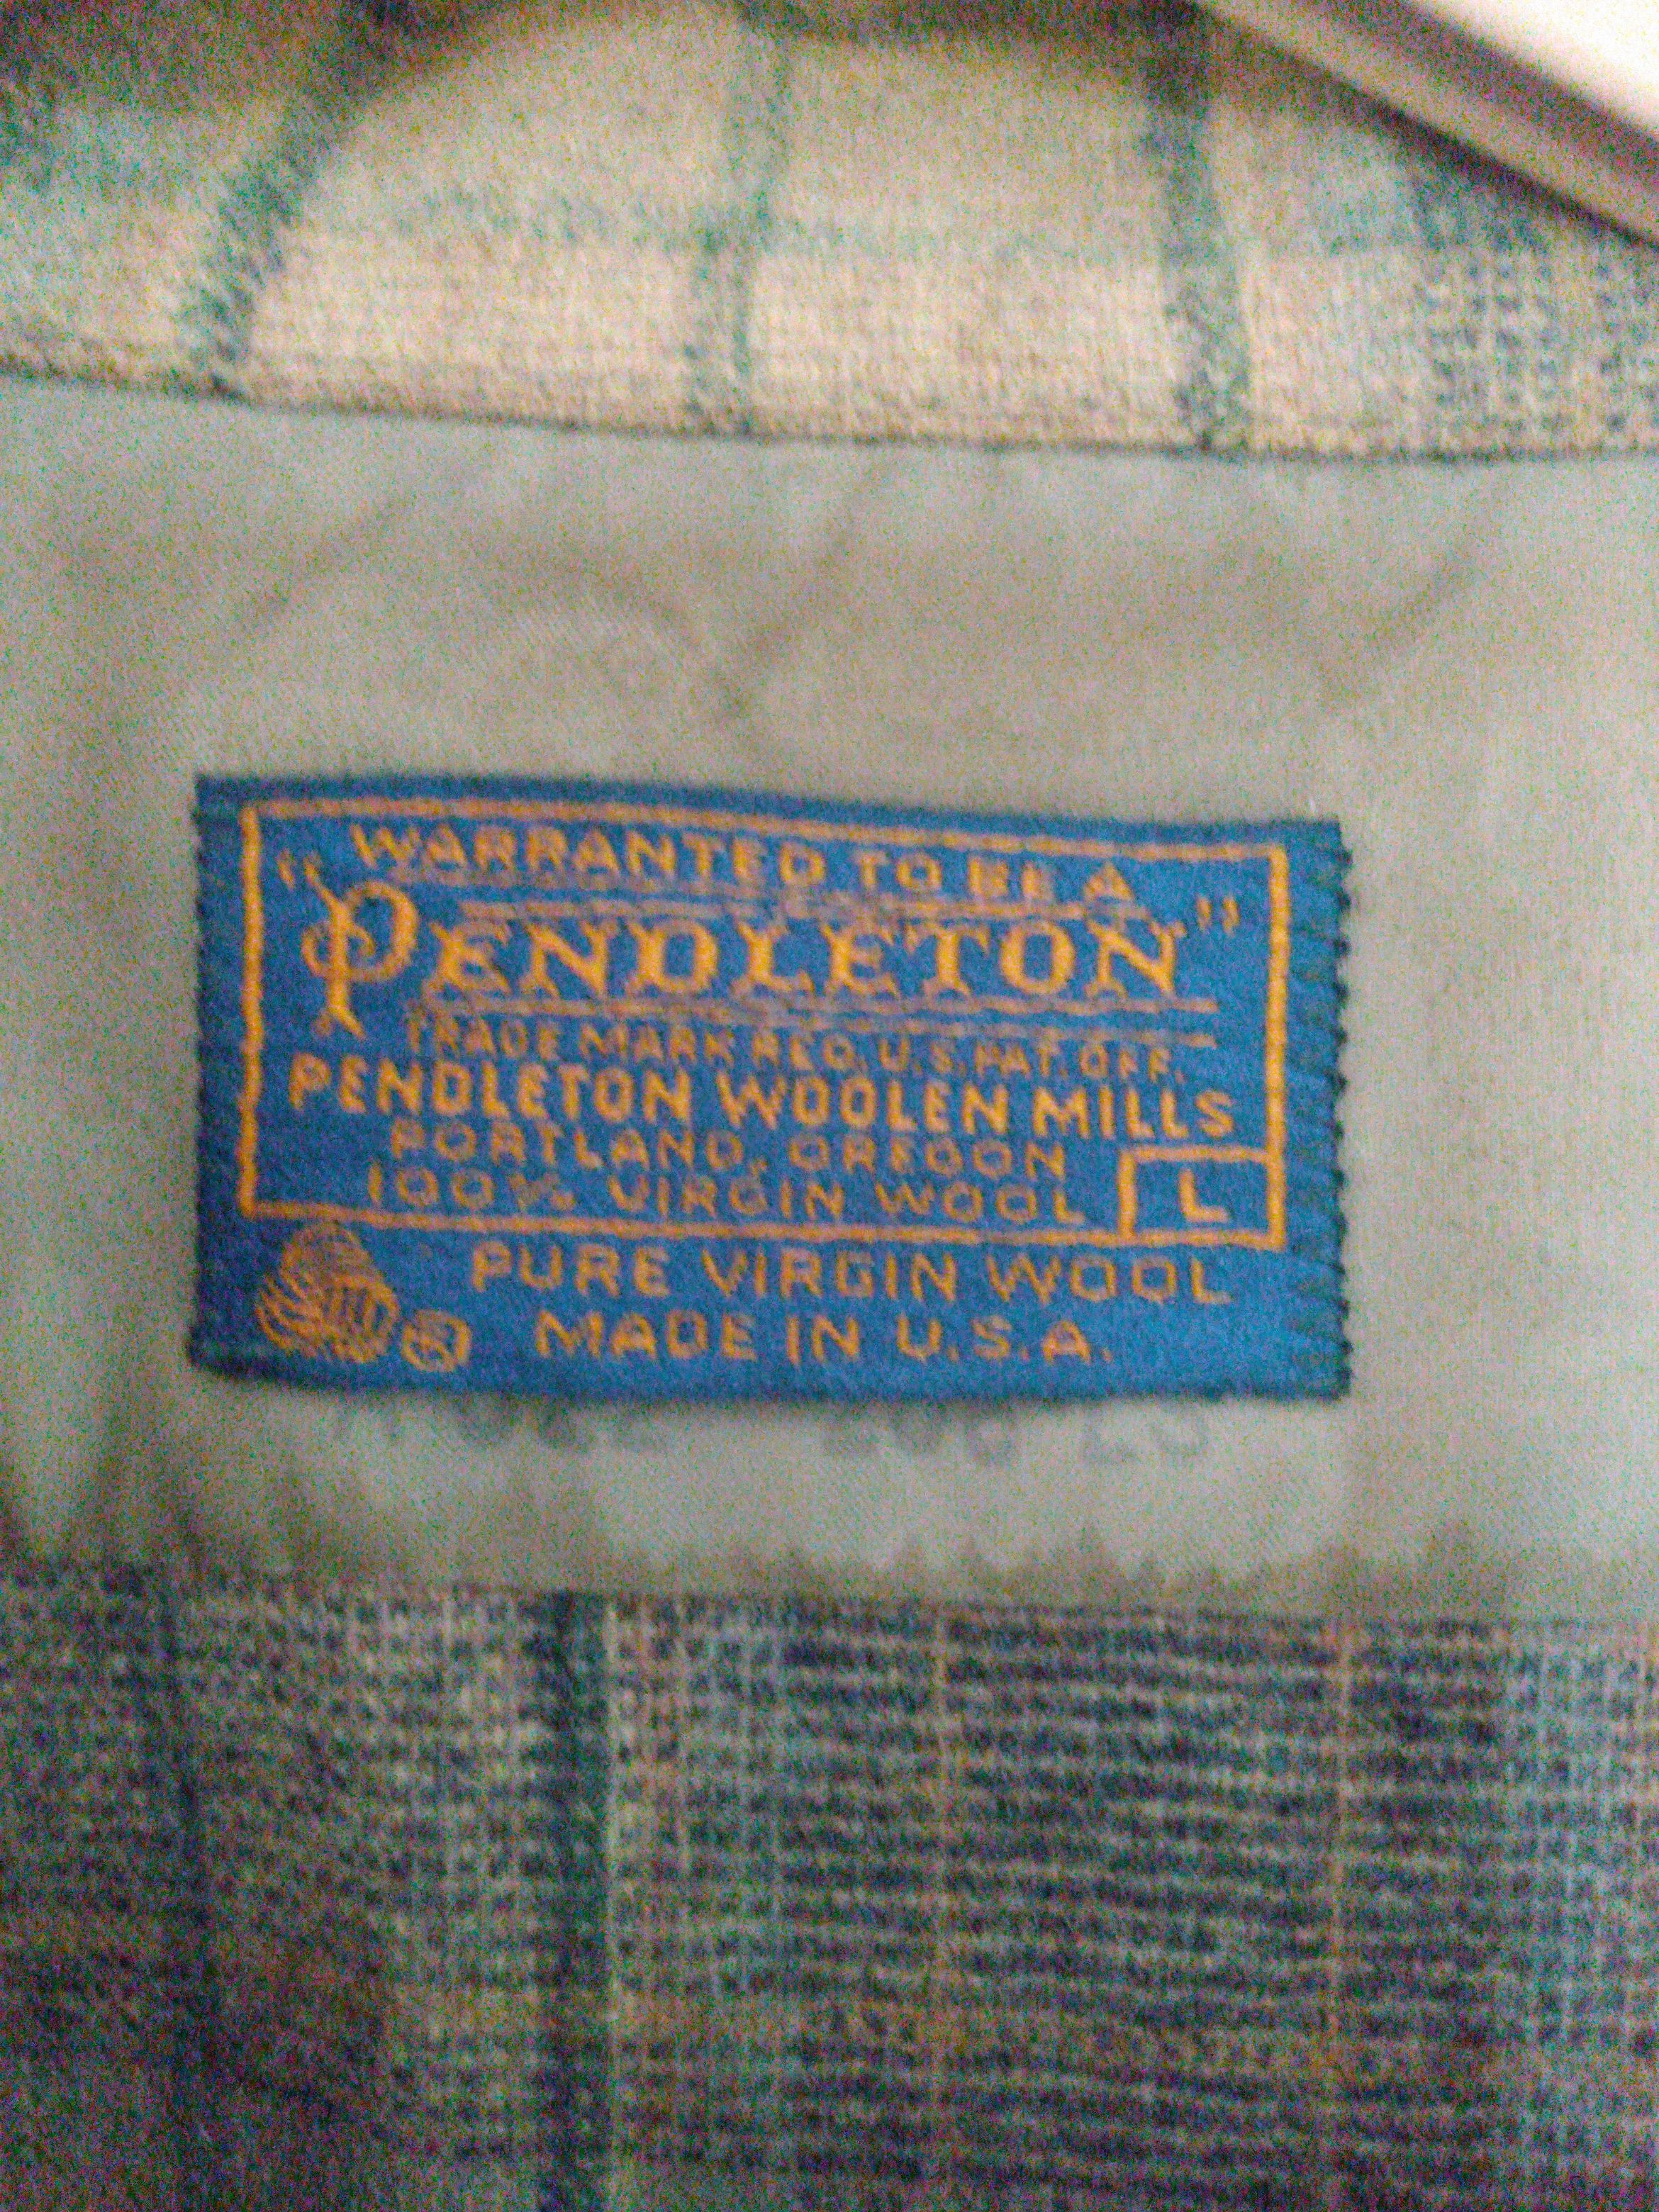 WARRANTED TO BE A
"PENDLETON"
TRADE MARK REG. U.S. PAT. OFF.
PENDLETON WOOLEN MILLS
PORTLAND, OREGON
100% VIRGIN WOOL L
PURE VIRGIN WOOL
® MADE IN U.S.A.